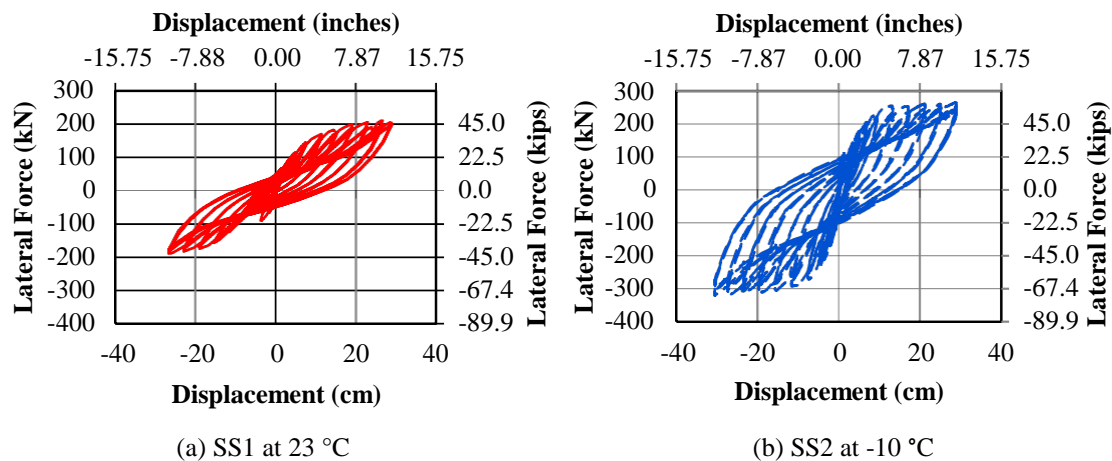 Displacement (inches)
-15.75 -7.88 0.00 7.87 15.75
300
200
100
0
-100
-200
-300
-400
Lateral Force (kN)
45.0
22.5
0.0
-22.5
-45.0
-67.4
-89.9
Lateral Force (kips)
-40 -20 0 20 40
Displacement (cm)
(a) SS1 at 23 °C
Displacement (inches)
-15.75 -7.87 0.00 7.87 15.75
300
200
100
0
-100
-200
-300
-400
Lateral Force (kN)
45.0
22.5
0.0
-22.5
-45.0
-67.4
-89.9
Lateral Force (kips)
-40 -20 0 20 40
Displacement (cm)
(b) SS2 at -10 °C